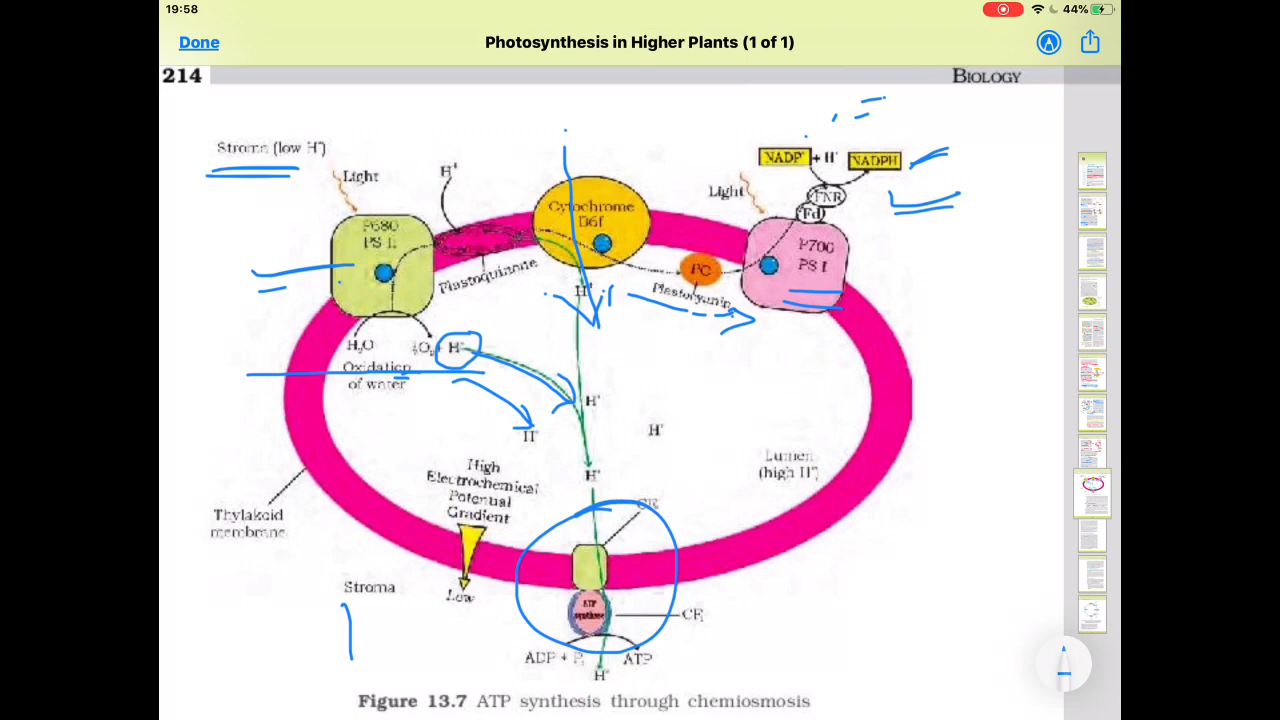 19:58
44%
Done
Photosynthesis in Higher Plants (1 of 1)
214
BIOLOGY
Stroma (low H⁺)
Light
H⁺
Cytochrome
B6f
Light
NADP⁺ + H⁺
NADPH
FNR
Fd
P680
PS II
P700
PS I
Plastoquinone
PC
Plastocyanin
H⁺
H₂O
½O₂ + H⁺
Oxidation
of water
H⁺
H⁺
H⁺
H⁺
Lumen
(high H⁺)
High
Electrochemical
Potential
Gradient
Thylakoid
membrane
Stroma
Low
ATP
synthase
CF₁
ADP + Pᵢ
ATP
H⁺
Figure 13.7 ATP synthesis through chemiosmosis